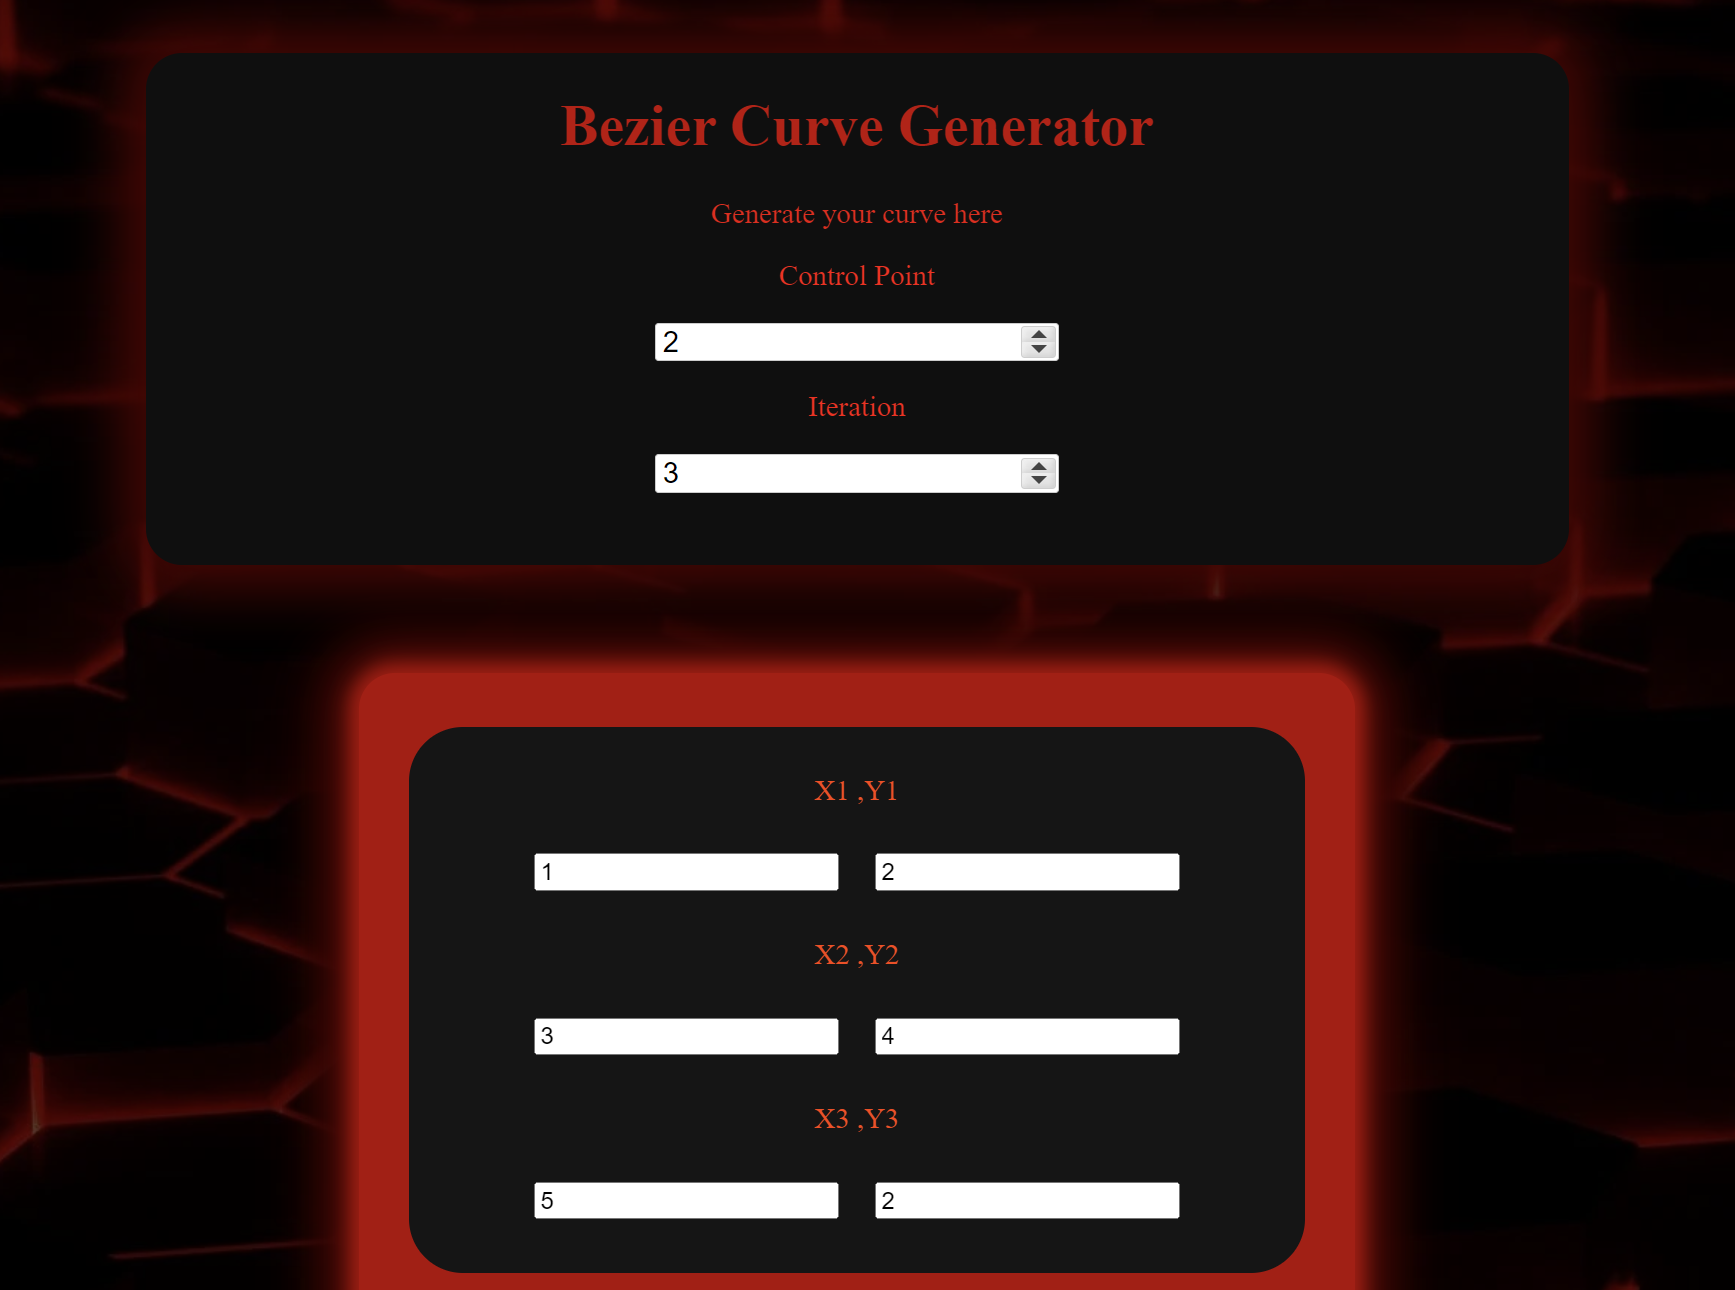 Bezier Curve Generator
Generate your curve here
Control Point
2
Iteration
3
X1 ,Y1
1 2
X2 ,Y2
3 4
X3 ,Y3
5 2